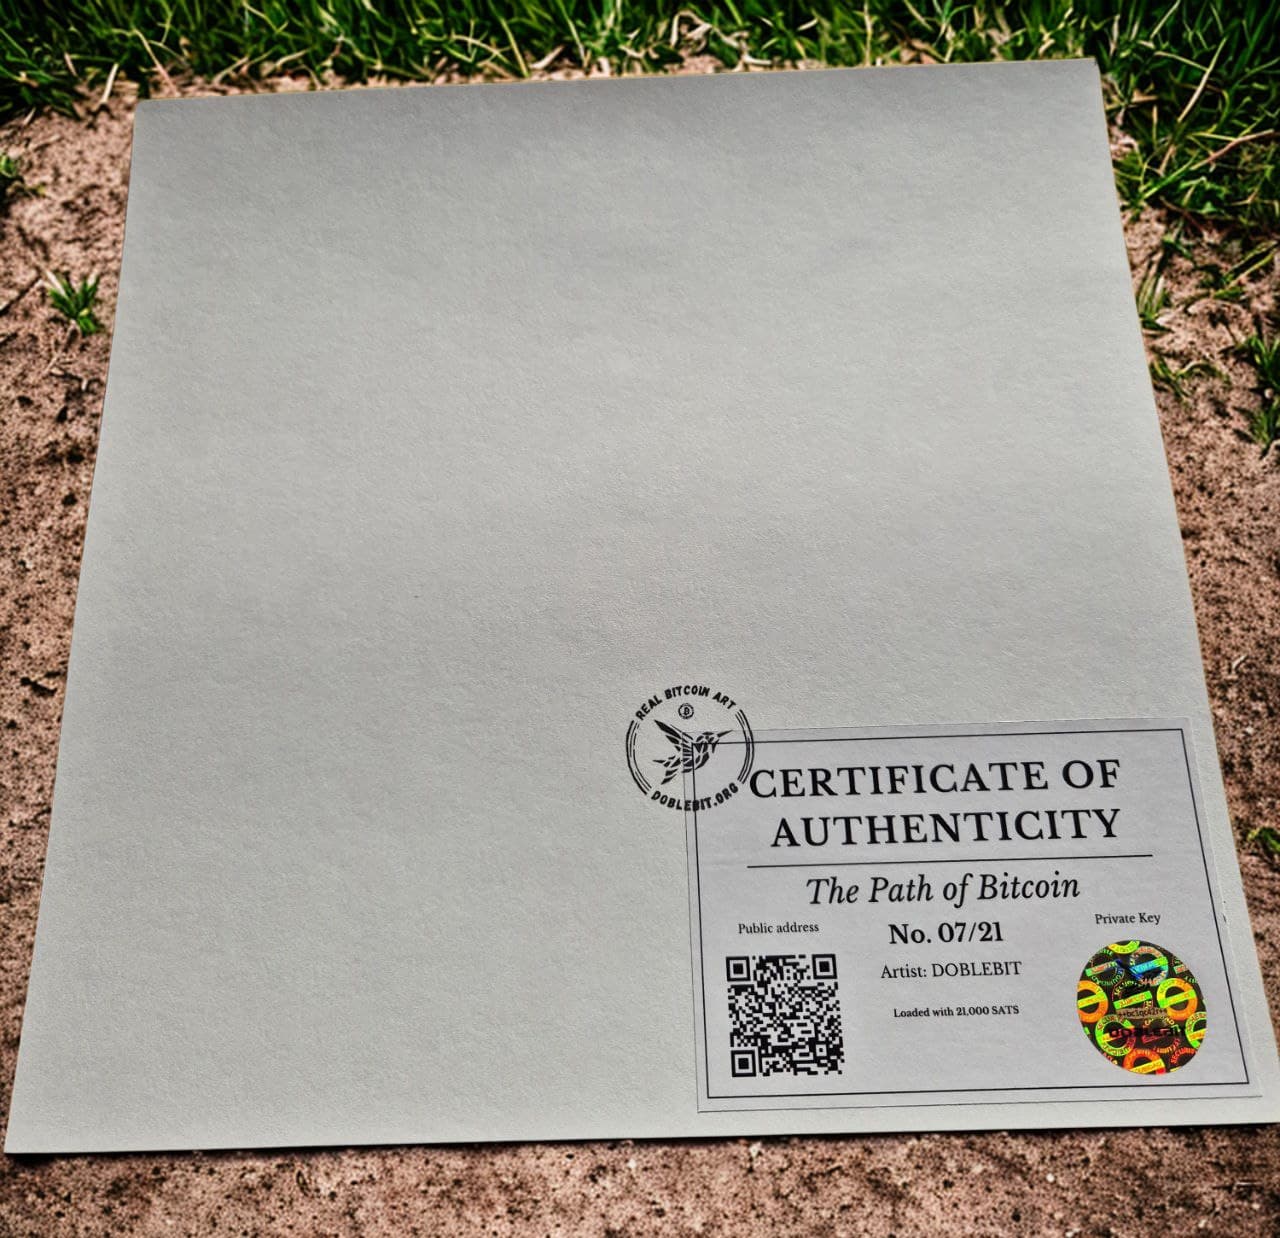 REAL BITCOIN ART
DOBLEBIT.ORG
CERTIFICATE OF
AUTHENTICITY
The Path of Bitcoin
Public address
No. 07/21
Private Key
Artist: DOBLEBIT
Loaded with 21,000 SATS